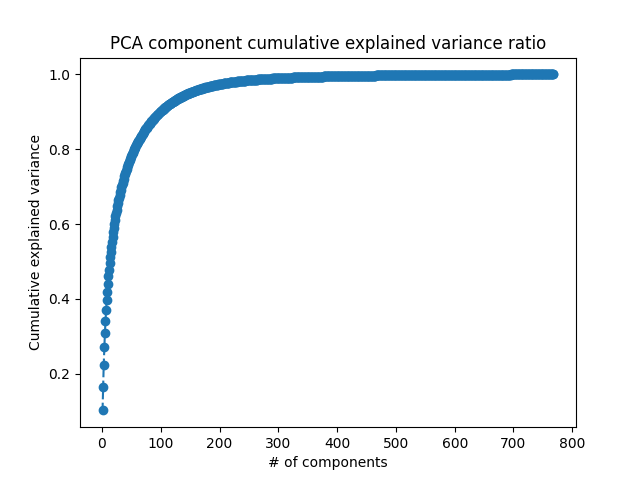 PCA component cumulative explained variance ratio
1.0
0.8
0.6
0.4
0.2
Cumulative explained variance
0 100 200 300 400 500 600 700 800
# of components